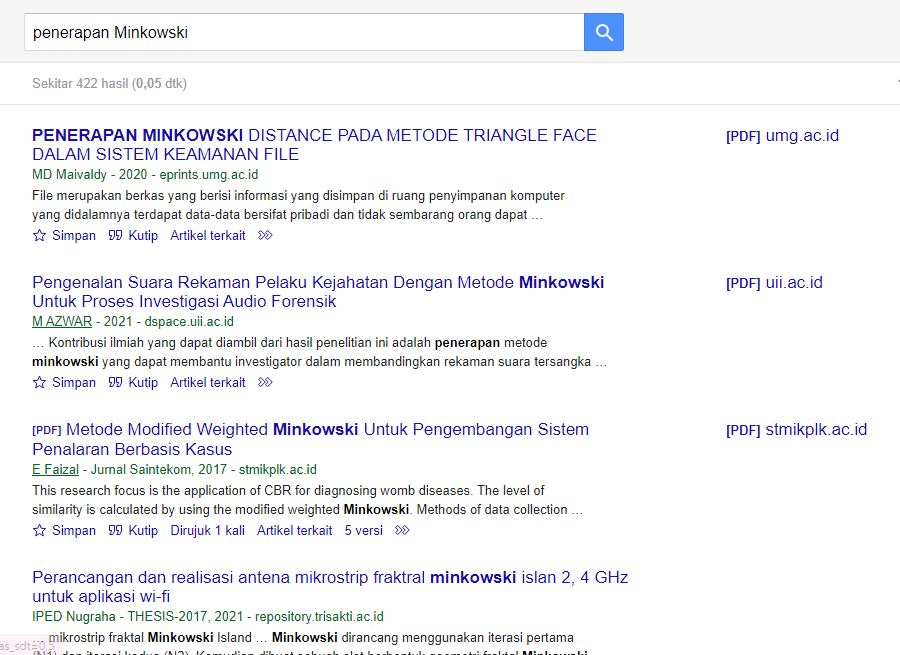 penerapan Minkowski
Sekitar 422 hasil (0,05 dtk)
PENERAPAN MINKOWSKI DISTANCE PADA METODE TRIANGLE FACE
DALAM SISTEM KEAMANAN FILE
[PDF] umg.ac.id
MD Maivaldy - 2020 - eprints.umg.ac.id
File merupakan berkas yang berisi informasi yang disimpan di ruang penyimpanan komputer
yang didalamnya terdapat data-data bersifat pribadi dan tidak sembarang orang dapat …
Simpan Kutip Artikel terkait
Pengenalan Suara Rekaman Pelaku Kejahatan Dengan Metode Minkowski
Untuk Proses Investigasi Audio Forensik
[PDF] uii.ac.id
M AZWAR - 2021 - dspace.uii.ac.id
… Kontribusi ilmiah yang dapat diambil dari hasil penelitian ini adalah penerapan metode
minkowski yang dapat membantu investigator dalam membandingkan rekaman suara tersangka …
Simpan Kutip Artikel terkait
[PDF] Metode Modified Weighted Minkowski Untuk Pengembangan Sistem
Penalaran Berbasis Kasus
[PDF] stmikplk.ac.id
E Faizal - Jurnal Saintekom, 2017 - stmikplk.ac.id
This research focus is the application of CBR for diagnosing womb diseases. The level of
similarity is calculated by using the modified weighted Minkowski. Methods of data collection …
Simpan Kutip Dirujuk 1 kali Artikel terkait 5 versi
Perancangan dan realisasi antena mikrostrip fraktral minkowski islan 2, 4 GHz
untuk aplikasi wi-fi
IPED Nugraha - THESIS-2017, 2021 - repository.trisakti.ac.id
… mikrostrip fraktal Minkowski Island … Minkowski dirancang menggunakan iterasi pertama
as_sdt=0,5